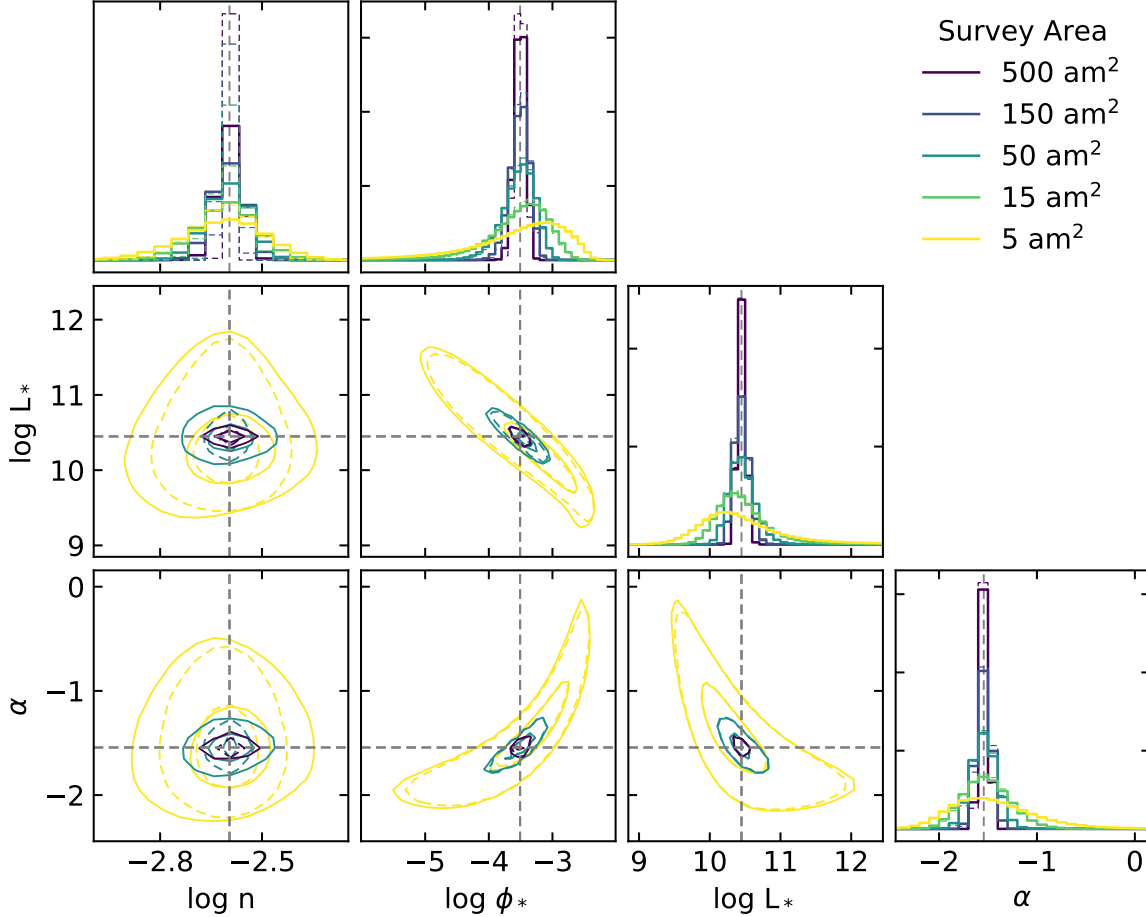 Survey Area
500 am²
150 am²
50 am²
15 am²
5 am²
12
11
10
9
log L*
0
−1
−2
α
−2.8 −2.5
log n
−5 −4 −3
log ϕ*
9 10 11 12
log L*
−2 −1 0
α